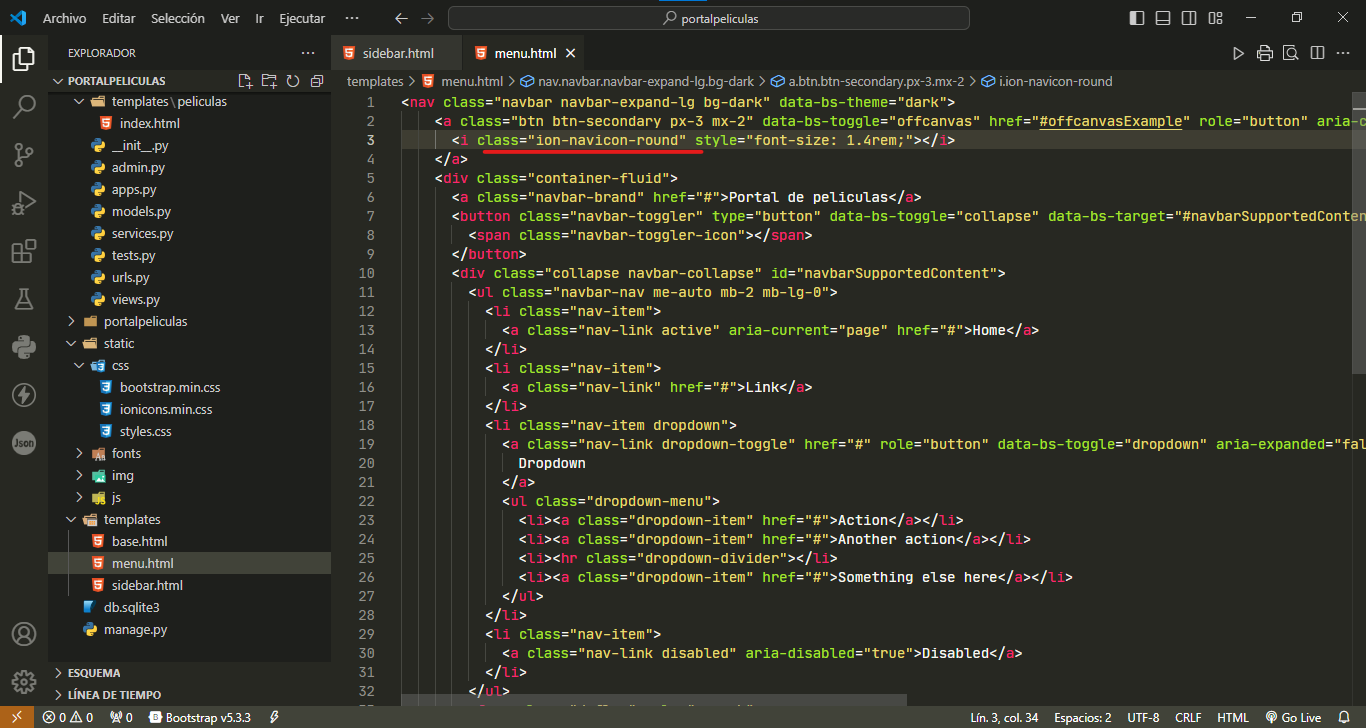 Archivo Editar Selección Ver Ir Ejecutar ··· portalpeliculas
EXPLORADOR ···
PORTALPELICULAS
templates\peliculas
index.html
__init__.py
admin.py
apps.py
models.py
services.py
tests.py
urls.py
views.py
portalpeliculas
static
css
bootstrap.min.css
ionicons.min.css
styles.css
fonts
img
js
templates
base.html
menu.html
sidebar.html
db.sqlite3
manage.py
ESQUEMA
LÍNEA DE TIEMPO
Json
sidebar.html menu.html
templates > menu.html > nav.navbar.navbar-expand-lg.bg-dark > a.btn.btn-secondary.px-3.mx-2 > i.ion-navicon-round
1 <nav class="navbar navbar-expand-lg bg-dark" data-bs-theme="dark">
2 <a class="btn btn-secondary px-3 mx-2" data-bs-toggle="offcanvas" href="#offcanvasExample" role="button" aria-c
3 <i class="ion-navicon-round" style="font-size: 1.4rem;"></i>
4 </a>
5 <div class="container-fluid">
6 <a class="navbar-brand" href="#">Portal de peliculas</a>
7 <button class="navbar-toggler" type="button" data-bs-toggle="collapse" data-bs-target="#navbarSupportedConten
8 <span class="navbar-toggler-icon"></span>
9 </button>
10 <div class="collapse navbar-collapse" id="navbarSupportedContent">
11 <ul class="navbar-nav me-auto mb-2 mb-lg-0">
12 <li class="nav-item">
13 <a class="nav-link active" aria-current="page" href="#">Home</a>
14 </li>
15 <li class="nav-item">
16 <a class="nav-link" href="#">Link</a>
17 </li>
18 <li class="nav-item dropdown">
19 <a class="nav-link dropdown-toggle" href="#" role="button" data-bs-toggle="dropdown" aria-expanded="fal
20 Dropdown
21 </a>
22 <ul class="dropdown-menu">
23 <li><a class="dropdown-item" href="#">Action</a></li>
24 <li><a class="dropdown-item" href="#">Another action</a></li>
25 <li><hr class="dropdown-divider"></li>
26 <li><a class="dropdown-item" href="#">Something else here</a></li>
27 </ul>
28 </li>
29 <li class="nav-item">
30 <a class="nav-link disabled" aria-disabled="true">Disabled</a>
31 </li>
32 </ul>
0 0 0 Bootstrap v5.3.3 Lín. 3, col. 34 Espacios: 2 UTF-8 CRLF HTML Go Live